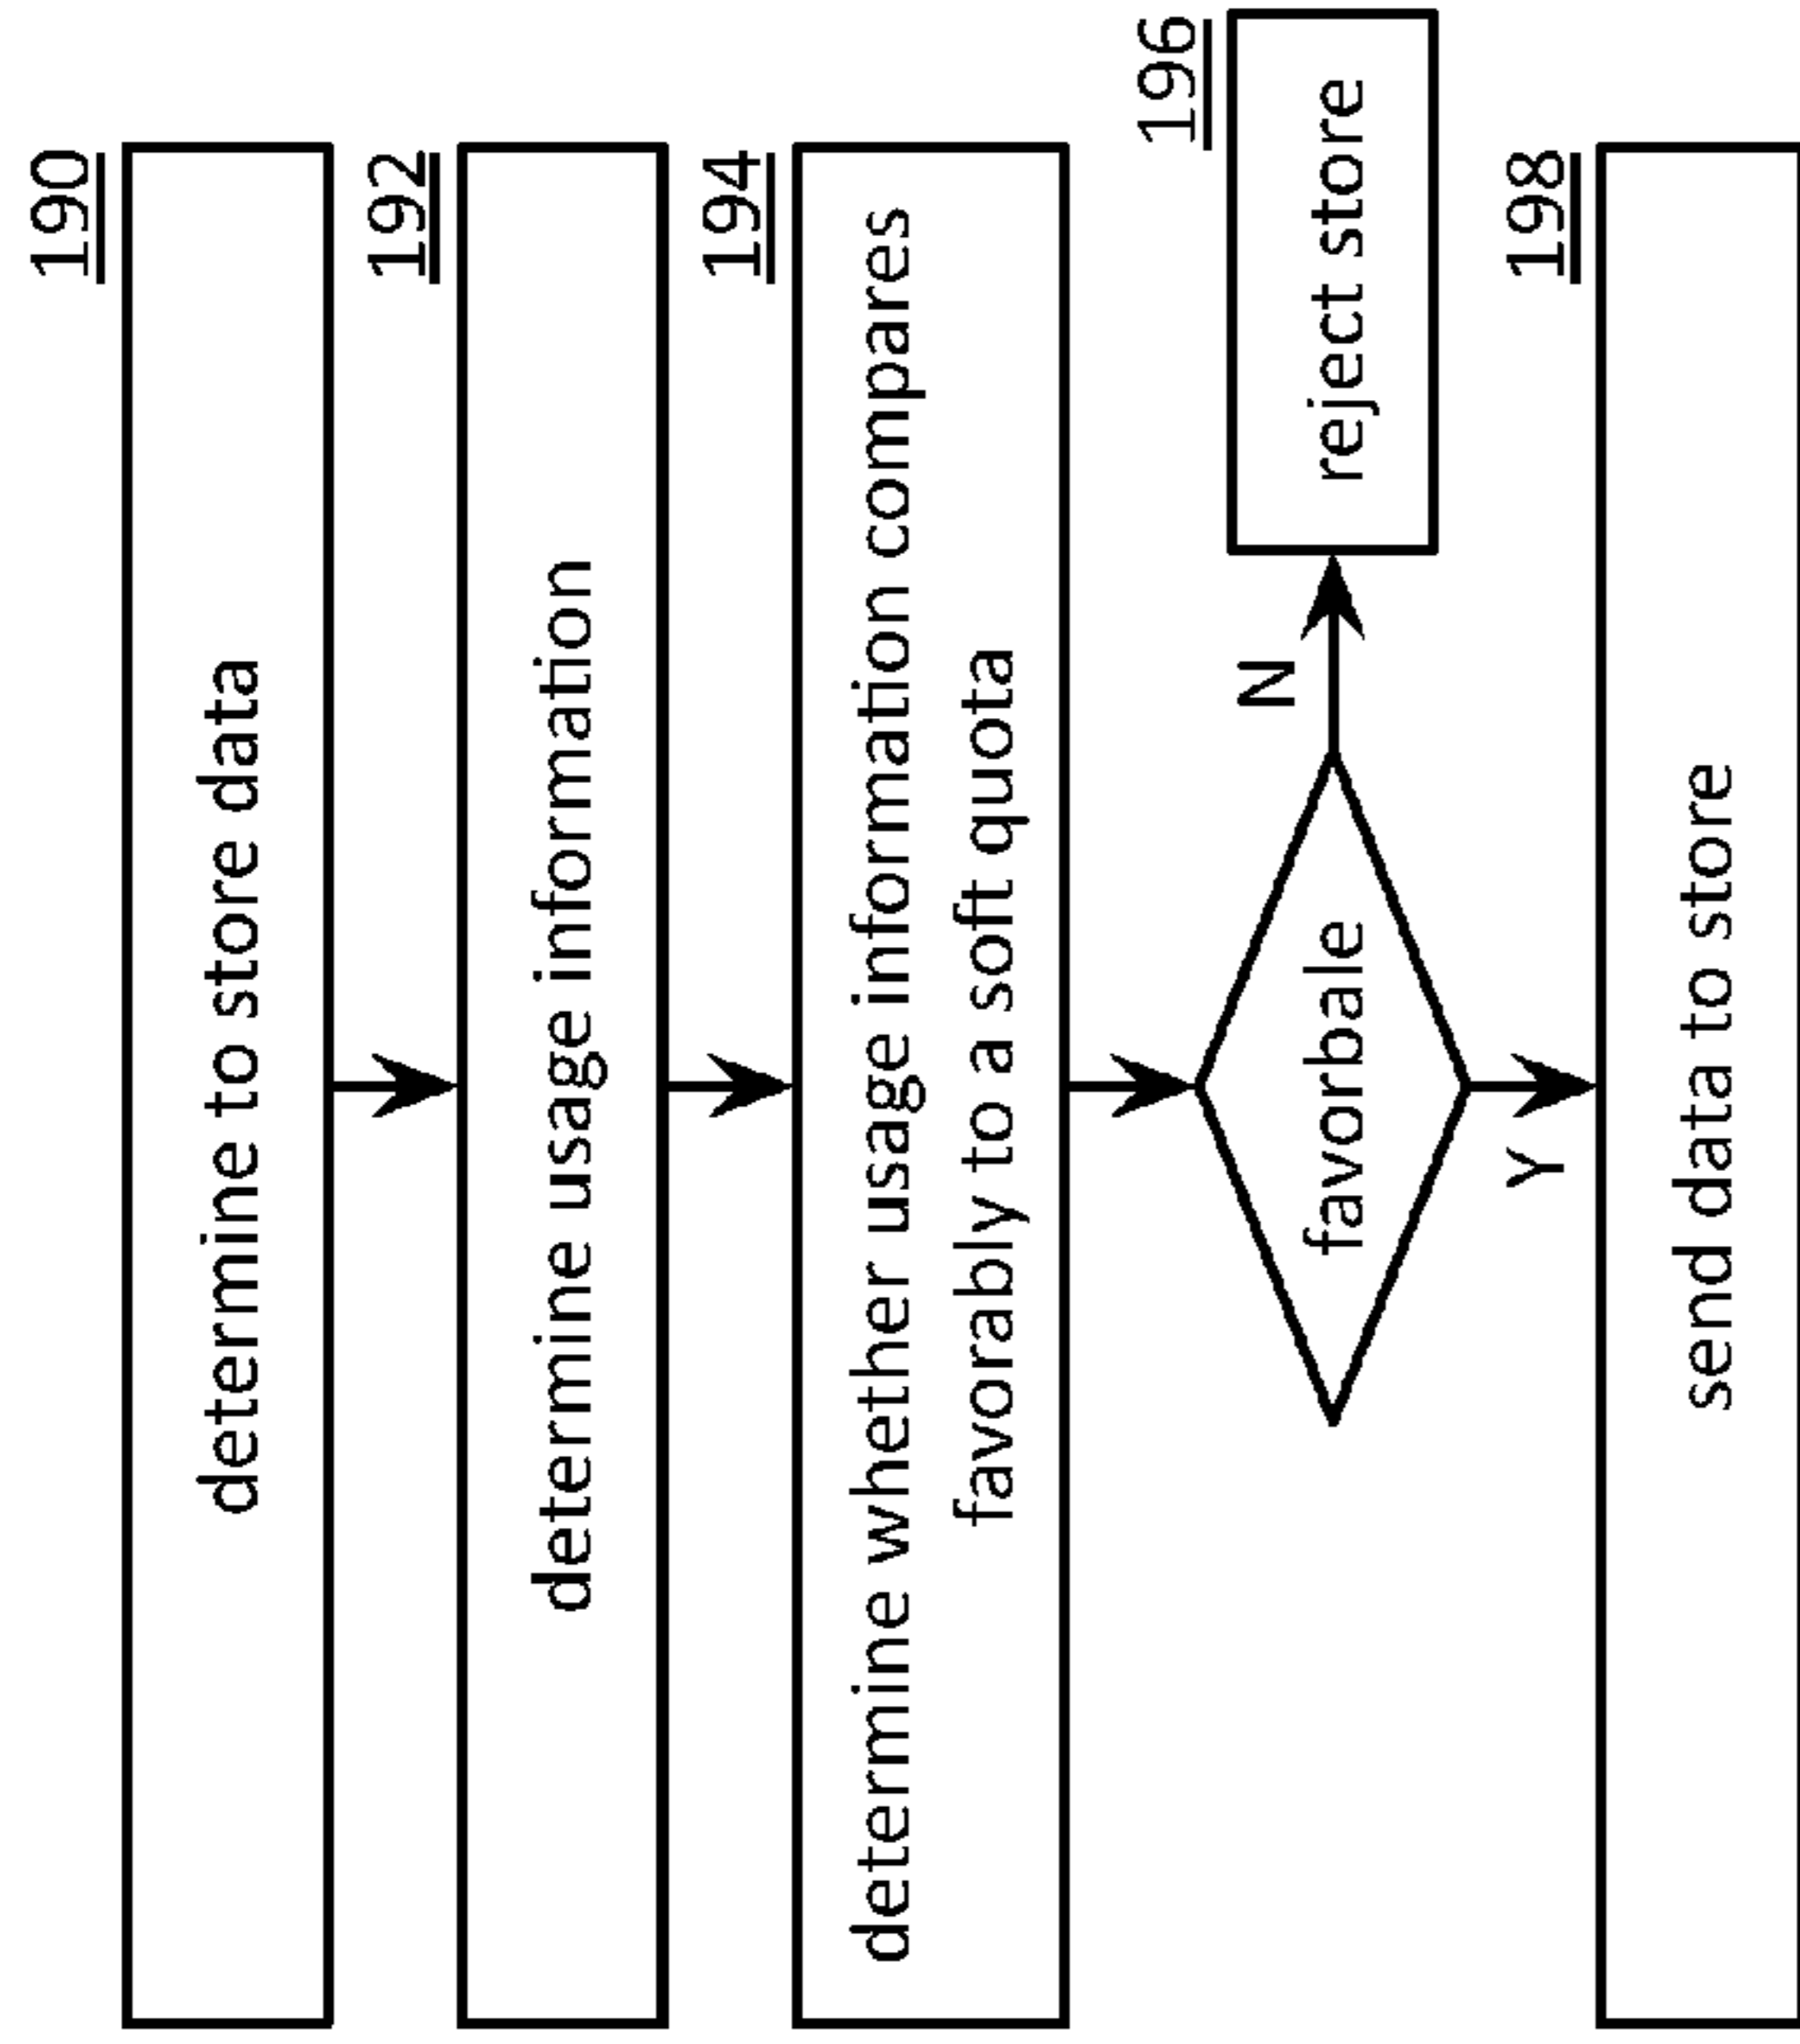 190
determine to store data
192
determine usage information
194
determine whether usage information compares
favorably to a soft quota
favorbale
N
196
reject store
Y
198
send data to store